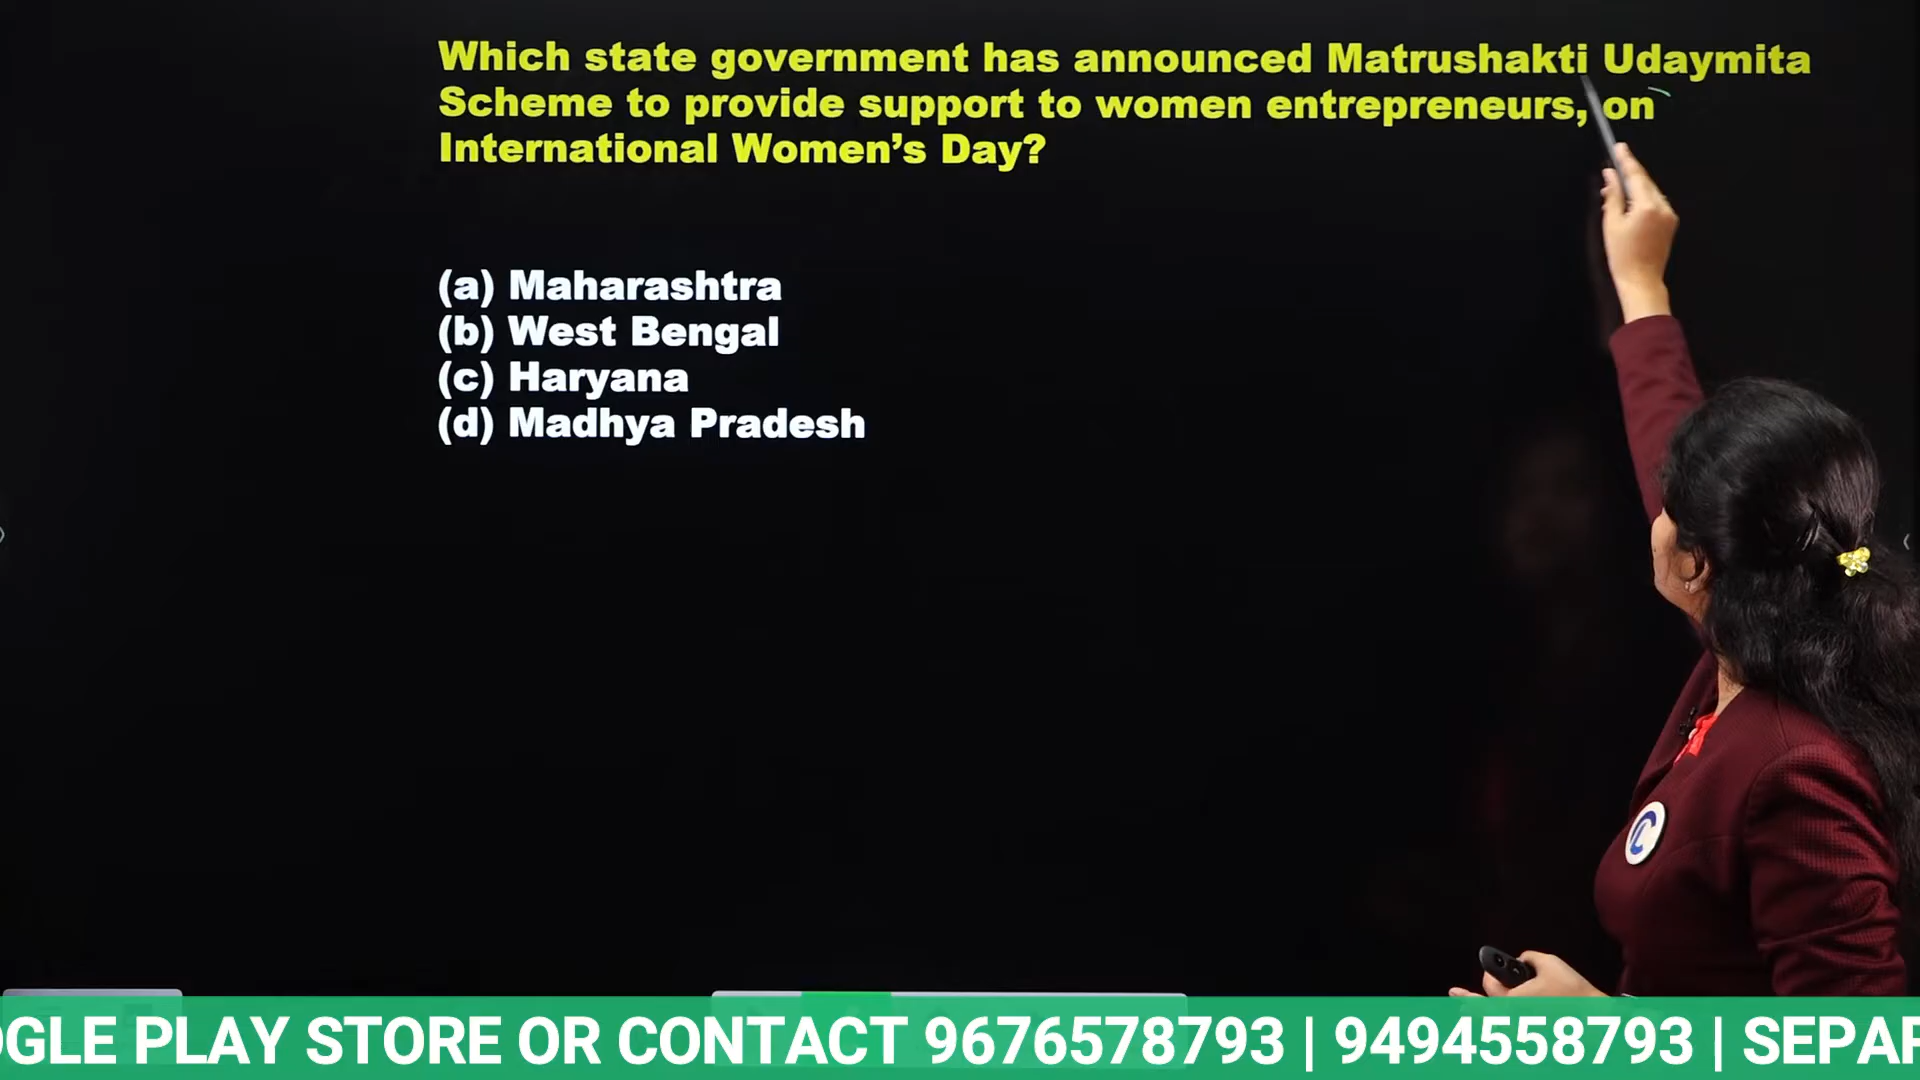 Which state government has announced Matrushakti Udaymita
Scheme to provide support to women entrepreneurs, on
International Women’s Day?
(a) Maharashtra
(b) West Bengal
(c) Haryana
(d) Madhya Pradesh
OGLE PLAY STORE OR CONTACT 9676578793 | 9494558793 | SEPAR